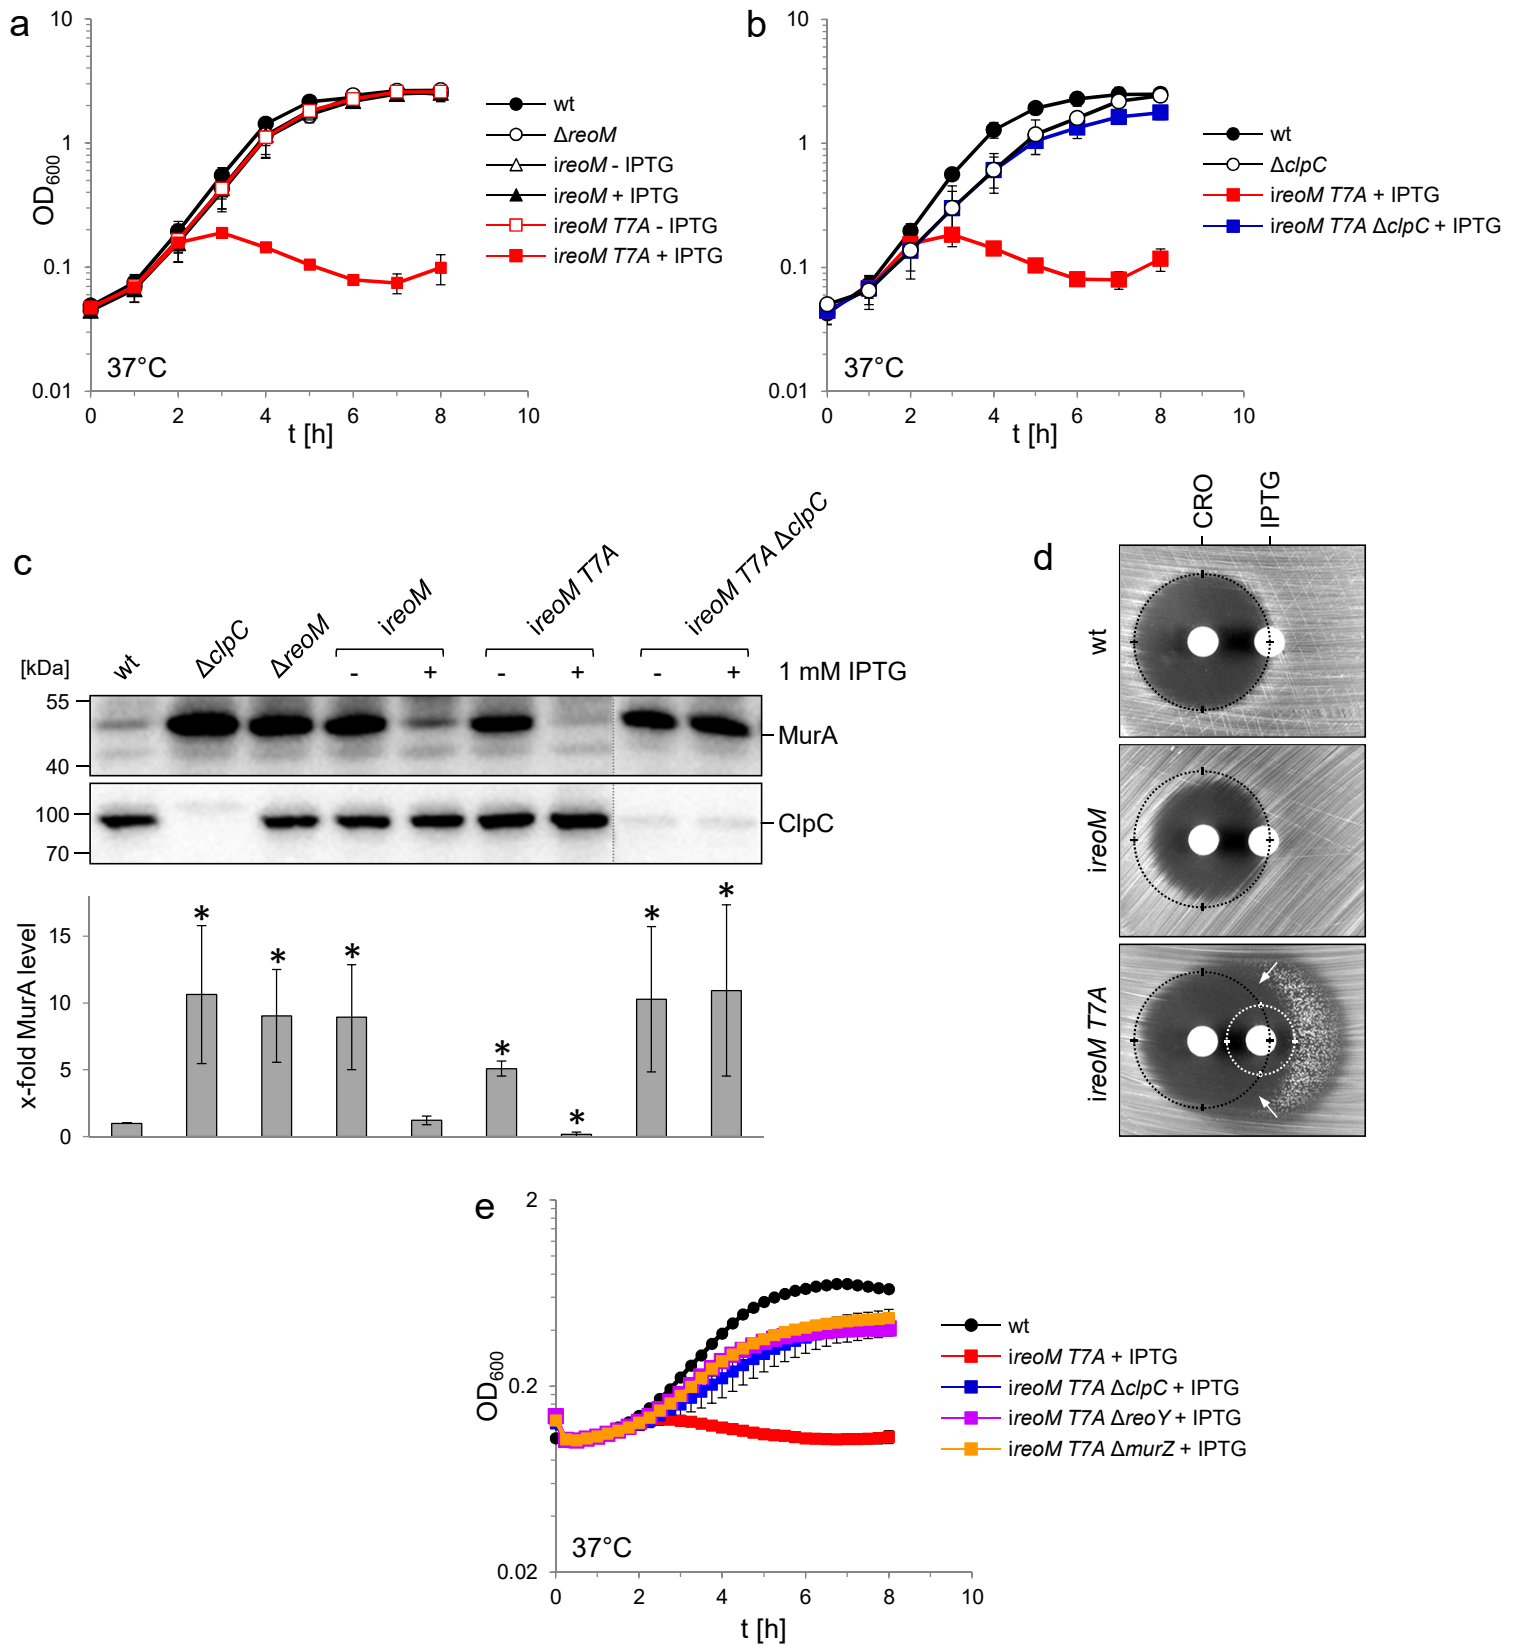 a
10
1
0.1
0.01
OD600
37°C
0 2 4 6 8 10
t [h]
wt
ΔreoM
ireoM - IPTG
ireoM + IPTG
ireoM T7A - IPTG
ireoM T7A + IPTG
b
10
1
0.1
0.01
37°C
0 2 4 6 8 10
t [h]
wt
ΔclpC
ireoM T7A + IPTG
ireoM T7A ΔclpC + IPTG
c
[kDa]
wt
ΔclpC
ΔreoM
ireoM
ireoM T7A
ireoM T7A ΔclpC
- + - + - + 1 mM IPTG
55
40
MurA
100
70
ClpC
x-fold MurA level
15
10
5
0
* * * * * * *
d
CRO
IPTG
wt
ireoM
ireoM T7A
e
2
0.2
0.02
OD600
37°C
0 2 4 6 8 10
t [h]
wt
ireoM T7A + IPTG
ireoM T7A ΔclpC + IPTG
ireoM T7A ΔreoY + IPTG
ireoM T7A ΔmurZ + IPTG